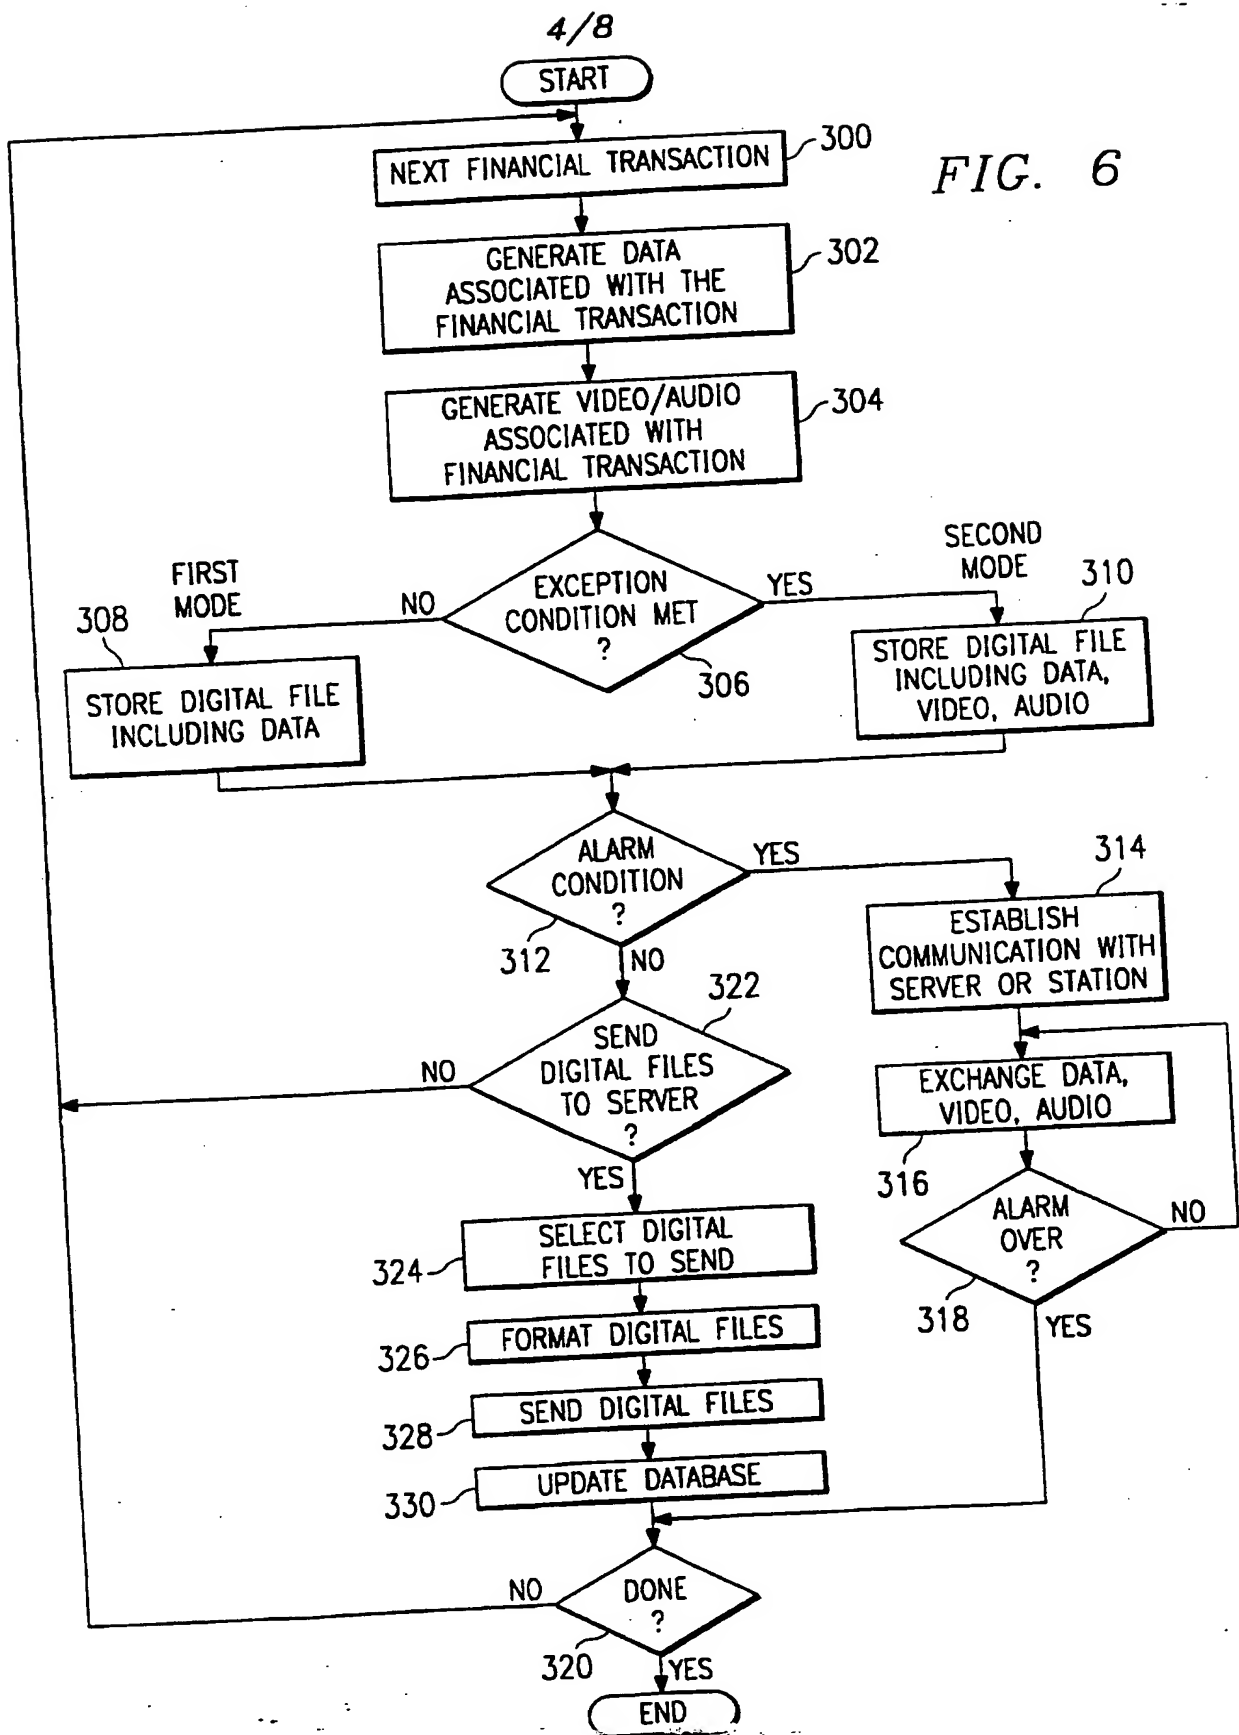 4/8
START
NEXT FINANCIAL TRANSACTION
300
FIG. 6
GENERATE DATA
ASSOCIATED WITH THE
FINANCIAL TRANSACTION
302
GENERATE VIDEO/AUDIO
ASSOCIATED WITH
FINANCIAL TRANSACTION
304
FIRST
MODE
NO
EXCEPTION
CONDITION MET
?
306
YES
SECOND
MODE
308
STORE DIGITAL FILE
INCLUDING DATA
310
STORE DIGITAL FILE
INCLUDING DATA,
VIDEO, AUDIO
ALARM
CONDITION
?
312
YES
NO
314
ESTABLISH
COMMUNICATION WITH
SERVER OR STATION
322
SEND
DIGITAL FILES
TO SERVER
?
NO
YES
EXCHANGE DATA,
VIDEO, AUDIO
316
ALARM
OVER
?
318
NO
YES
SELECT DIGITAL
FILES TO SEND
324
FORMAT DIGITAL FILES
326
SEND DIGITAL FILES
328
UPDATE DATABASE
330
DONE
?
NO
320
YES
END